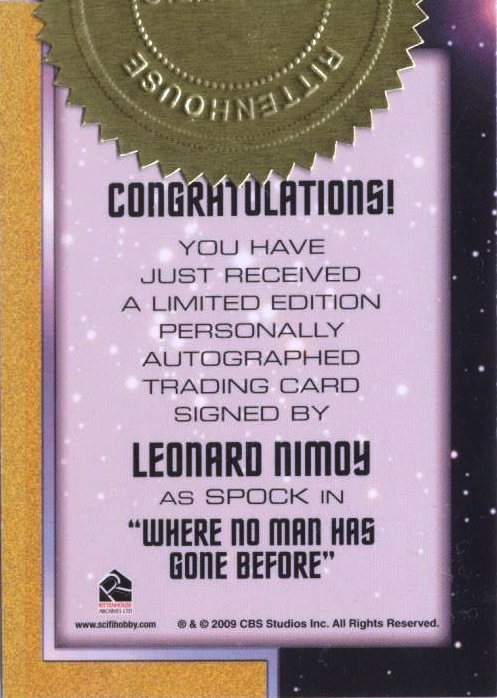 RITTENHOUSE
CONGRATULATIONS!
YOU HAVE
JUST RECEIVED
A LIMITED EDITION
PERSONALLY
AUTOGRAPHED
TRADING CARD
SIGNED BY
LEONARD NIMOY
AS SPOCK IN
“WHERE NO MAN HAS
GONE BEFORE”
RITTENHOUSE
ARCHIVES LTD
www.scifihobby.com ® & © 2009 CBS Studios Inc. All Rights Reserved.